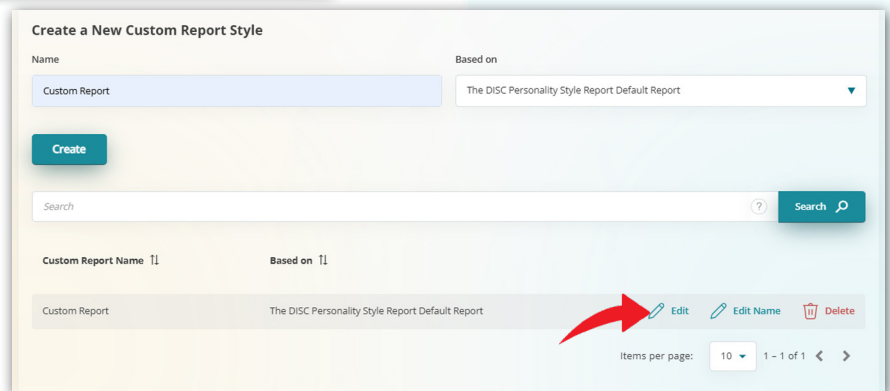 Create a New Custom Report Style
Name Based on
Custom Report The DISC Personality Style Report Default Report
Create
Search ? Search
Custom Report Name Based on
Custom Report The DISC Personality Style Report Default Report Edit Edit Name Delete
Items per page: 10 1 – 1 of 1